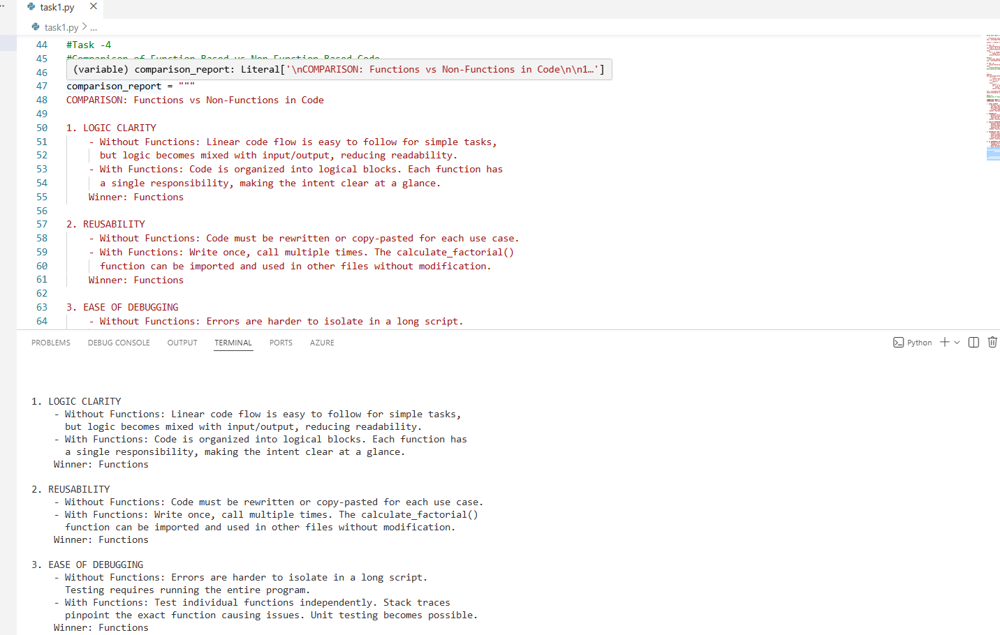 task1.py
task1.py > ...
44 #Task -4
45 #Comparison of Function-Based vs Non-Function-Based Code
46 (variable) comparison_report: Literal['\nCOMPARISON: Functions vs Non-Functions in Code\n\n1…']
47 comparison_report = """
48 COMPARISON: Functions vs Non-Functions in Code
49
50 1. LOGIC CLARITY
51 - Without Functions: Linear code flow is easy to follow for simple tasks,
52 but logic becomes mixed with input/output, reducing readability.
53 - With Functions: Code is organized into logical blocks. Each function has
54 a single responsibility, making the intent clear at a glance.
55 Winner: Functions
56
57 2. REUSABILITY
58 - Without Functions: Code must be rewritten or copy-pasted for each use case.
59 - With Functions: Write once, call multiple times. The calculate_factorial()
60 function can be imported and used in other files without modification.
61 Winner: Functions
62
63 3. EASE OF DEBUGGING
64 - Without Functions: Errors are harder to isolate in a long script.
PROBLEMS DEBUG CONSOLE OUTPUT TERMINAL PORTS AZURE Python
1. LOGIC CLARITY
- Without Functions: Linear code flow is easy to follow for simple tasks,
but logic becomes mixed with input/output, reducing readability.
- With Functions: Code is organized into logical blocks. Each function has
a single responsibility, making the intent clear at a glance.
Winner: Functions
2. REUSABILITY
- Without Functions: Code must be rewritten or copy-pasted for each use case.
- With Functions: Write once, call multiple times. The calculate_factorial()
function can be imported and used in other files without modification.
Winner: Functions
3. EASE OF DEBUGGING
- Without Functions: Errors are harder to isolate in a long script.
Testing requires running the entire program.
- With Functions: Test individual functions independently. Stack traces
pinpoint the exact function causing issues. Unit testing becomes possible.
Winner: Functions